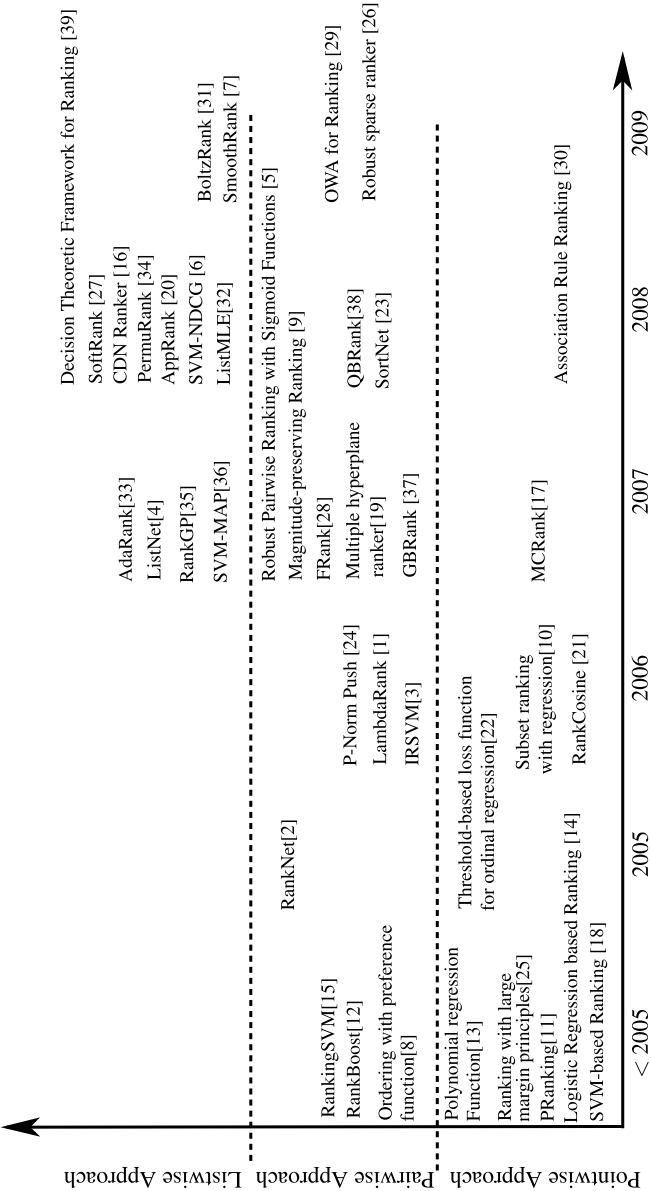 Listwise Approach
Decision Theoretic Framework for Ranking [39]
SoftRank [27]
CDN Ranker [16]
PermuRank [34]
AppRank [20]
SVM-NDCG [6]
ListMLE[32]
BoltzRank [31]
SmoothRank [7]
AdaRank[33]
ListNet[4]
RankGP[35]
SVM-MAP[36]
Pairwise Approach
RankingSVM[15]
RankBoost[12]
Ordering with preference
function[8]
RankNet[2]
P-Norm Push [24]
LambdaRank [1]
IRSVM[3]
Robust Pairwise Ranking with Sigmoid Functions [5]
Magnitude-preserving Ranking [9]
FRank[28]
Multiple hyperplane
ranker[19]
GBRank [37]
QBRank[38]
SortNet [23]
OWA for Ranking [29]
Robust sparse ranker [26]
Pointwise Approach
Polynomial regression
Function[13]
Ranking with large
margin principles[25]
PRanking[11]
Logistic Regression based Ranking [14]
SVM-based Ranking [18]
Threshold-based loss function
for ordinal regression[22]
Subset ranking
with regression[10]
RankCosine [21]
MCRank[17]
Association Rule Ranking [30]
< 2005
2005
2006
2007
2008
2009